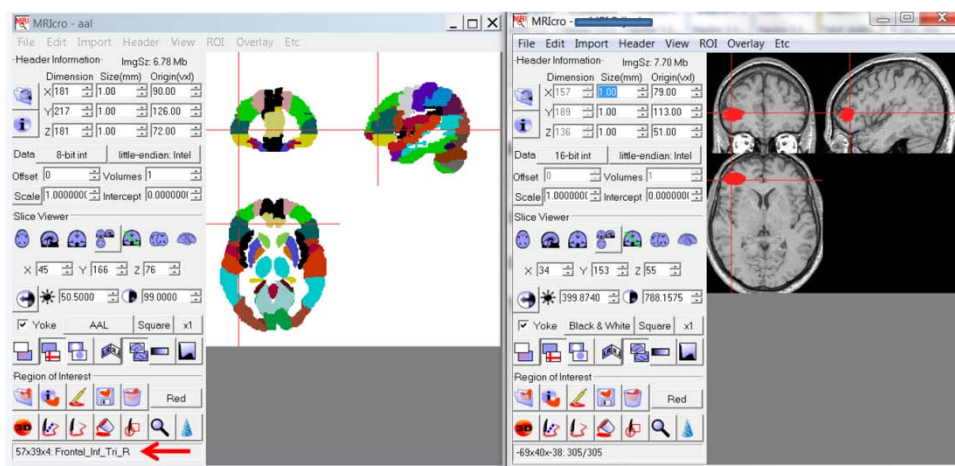 MRIcro - aal
File Edit Import Header View ROI Overlay Etc
Header Information ImgSz: 6.78 Mb
Dimension Size(mm) Origin(vxl)
X 181 1.00 90.00
Y 217 1.00 126.00
Z 181 1.00 72.00
Data 8-bit int little-endian: Intel
Offset 0 Volumes 1
Scale 1.0000000( Intercept 0.0000000(
Slice Viewer
X 45 Y 166 Z 76
50.5000 99.0000
Yoke AAL Square x1
Region of Interest
Red
3D
57x39x4: Frontal_Inf_Tri_R
MRIcro -
File Edit Import Header View ROI Overlay Etc
Header Information ImgSz: 7.70 Mb
Dimension Size(mm) Origin(vxl)
X 157 1.00 79.00
Y 189 1.00 113.00
Z 136 1.00 51.00
Data 16-bit int little-endian: Intel
Offset 0 Volumes 1
Scale 1.0000000( Intercept 0.0000000(
Slice Viewer
X 34 Y 153 Z 55
399.8740 788.1575
Yoke Black & White Square x1
Region of Interest
Red
3D
-69x40x-38: 305/305